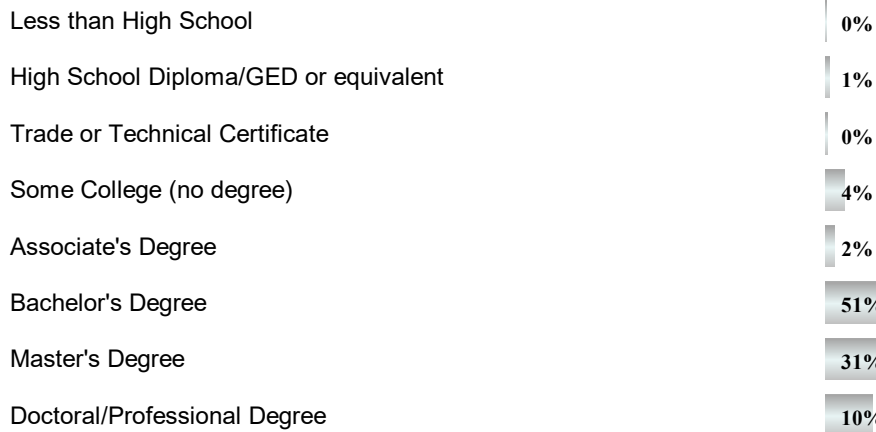 Less than High School 0%
High School Diploma/GED or equivalent 1%
Trade or Technical Certificate 0%
Some College (no degree) 4%
Associate's Degree 2%
Bachelor's Degree 51%
Master's Degree 31%
Doctoral/Professional Degree 10%